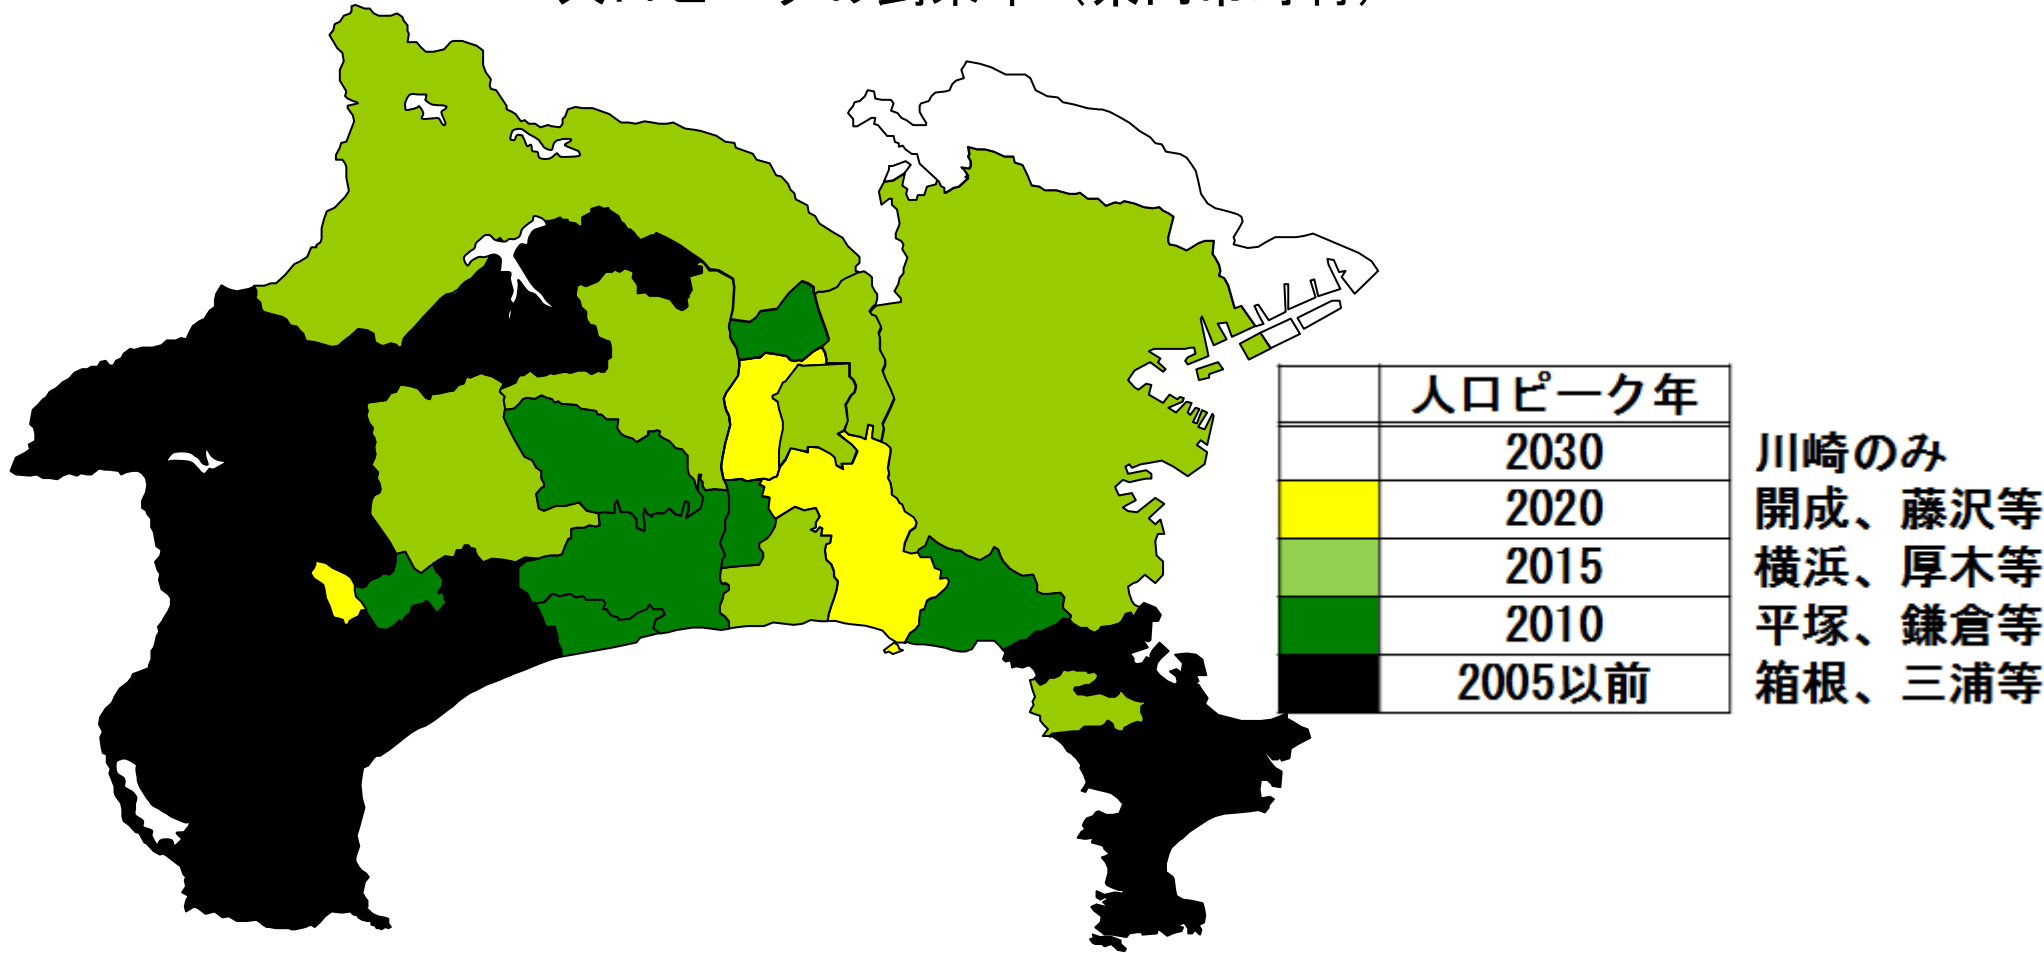 人口ピーク年
2030 川崎のみ
2020 開成、藤沢等
2015 横浜、厚木等
2010 平塚、鎌倉等
2005以前 箱根、三浦等